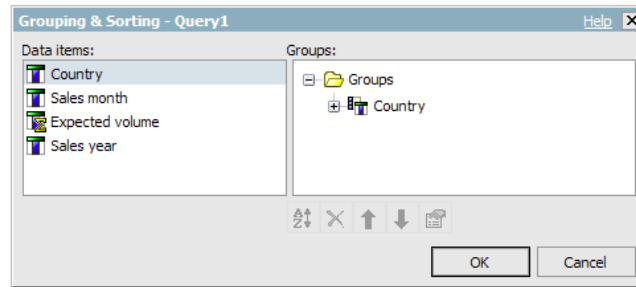 Grouping & Sorting - Query1
Help X
Data items:
Country
Sales month
Expected volume
Sales year
Groups:
Groups
Country
OK
Cancel